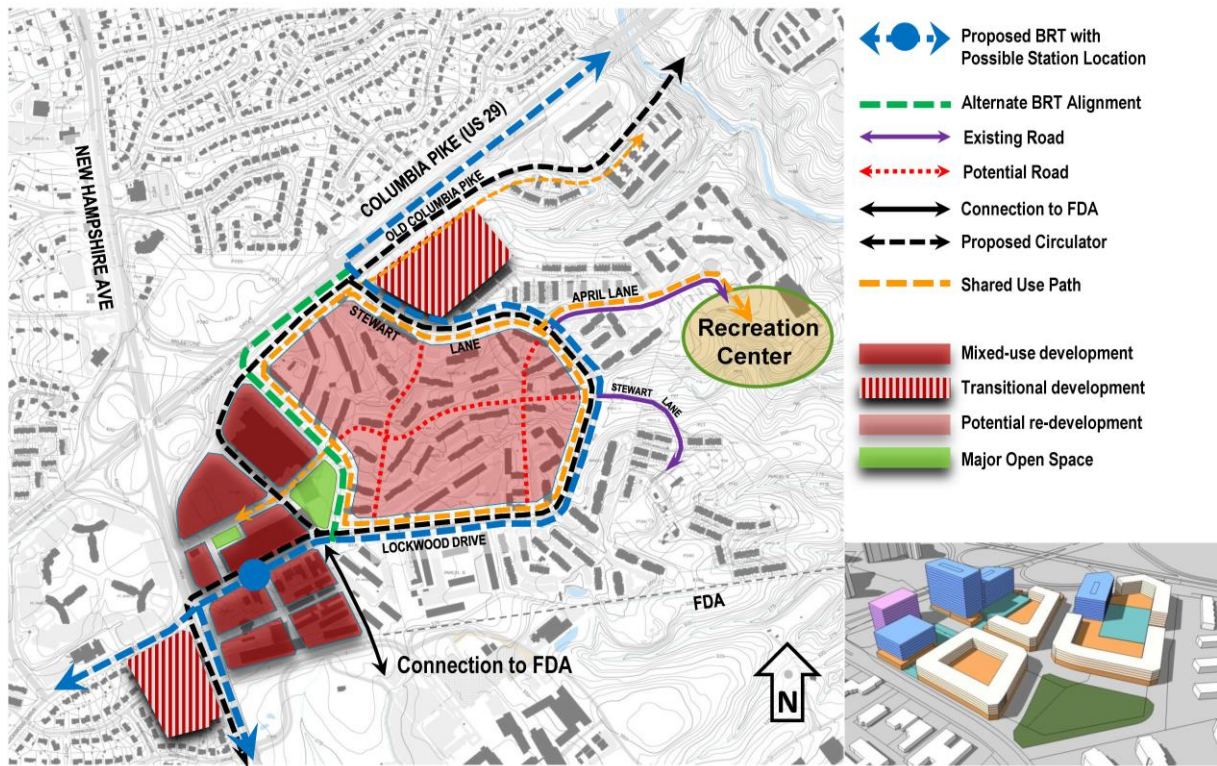 NEW HAMPSHIRE AVE
COLUMBIA PIKE (US 29)
OLD COLUMBIA PIKE
STEWART
LANE
APRIL LANE
Recreation
Center
STEWART LANE
LOCKWOOD DRIVE
FDA
Connection to FDA
N
Proposed BRT with
Possible Station Location
Alternate BRT Alignment
Existing Road
Potential Road
Connection to FDA
Proposed Circulator
Shared Use Path
Mixed-use development
Transitional development
Potential re-development
Major Open Space